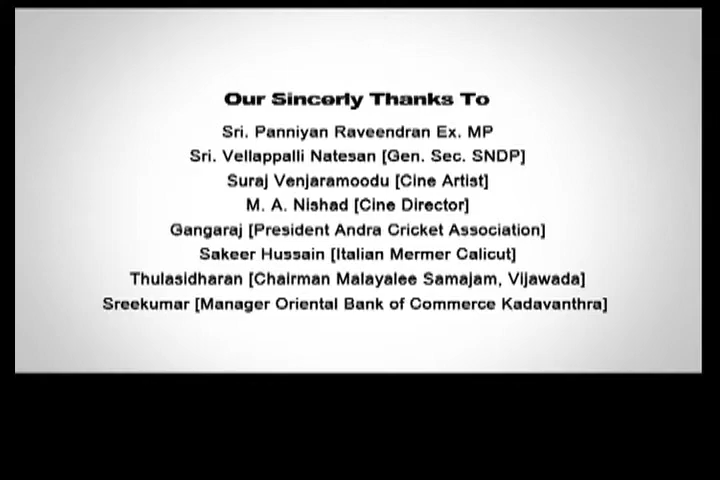 Our Sincerly Thanks To
Sri. Panniyan Raveendran Ex. MP
Sri. Vellappalli Natesan [Gen. Sec. SNDP]
Suraj Venjaramoodu [Cine Artist]
M. A. Nishad [Cine Director]
Gangaraj [President Andra Cricket Association]
Sakeer Hussain [Italian Mermer Calicut]
Thulasidharan [Chairman Malayalee Samajam, Vijawada]
Sreekumar [Manager Oriental Bank of Commerce Kadavanthra]